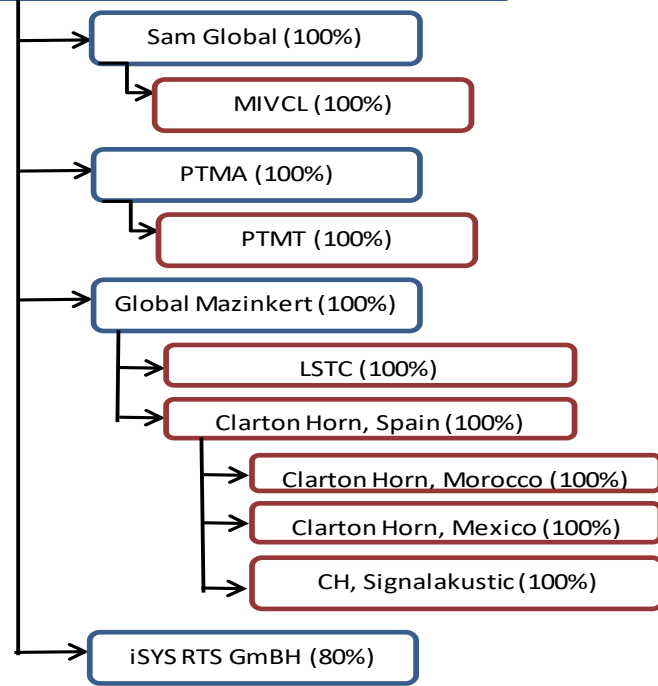 Sam Global (100%)
MIVCL (100%)
PTMA (100%)
PTMT (100%)
Global Mazinkert (100%)
LSTC (100%)
Clarton Horn, Spain (100%)
Clarton Horn, Morocco (100%)
Clarton Horn, Mexico (100%)
CH, Signalakustic (100%)
iSYS RTS GmBH (80%)